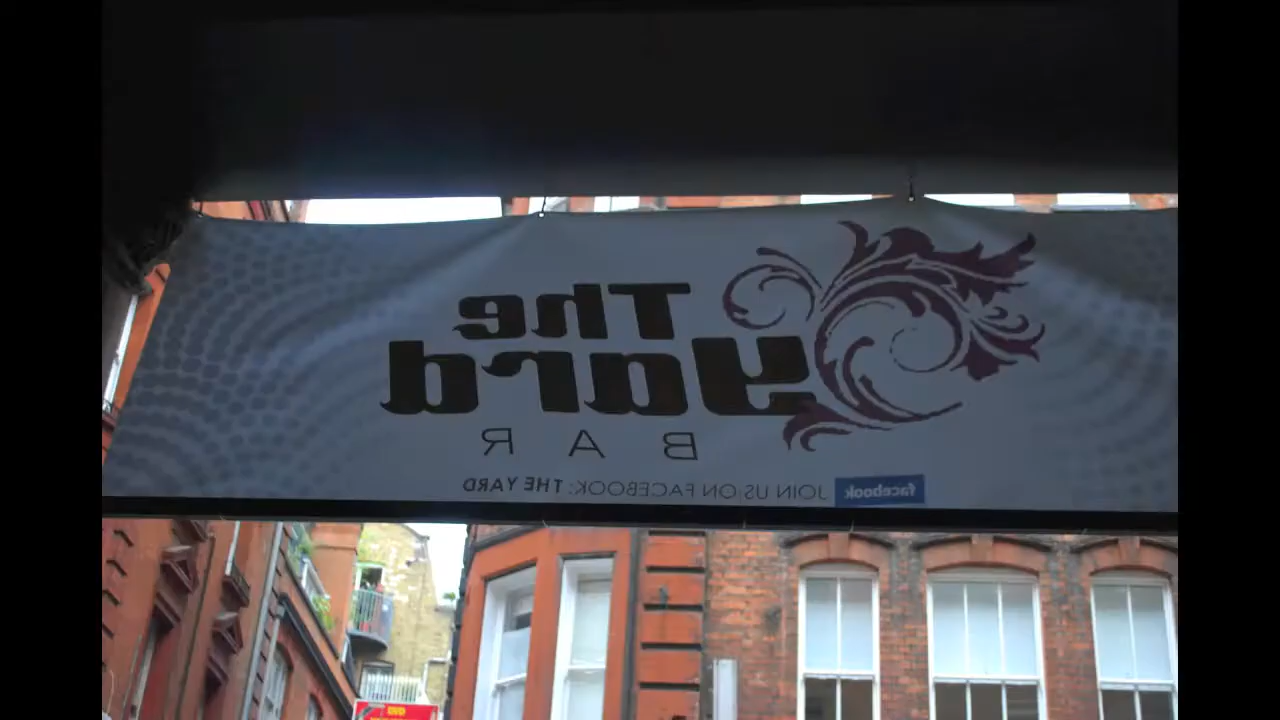 The
Yard
BAR
JOIN US ON FACEBOOK: THE YARD
facebook